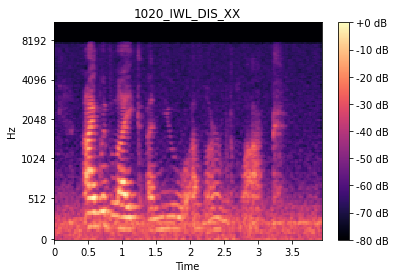 1020_IWL_DIS_XX
+0 dB
8192
-10 dB
4096
-20 dB
-30 dB
2048
-40 dB
Hz
1024
-50 dB
512
-60 dB
-70 dB
0
-80 dB
0 0.5 1 1.5 2 2.5 3 3.5
Time